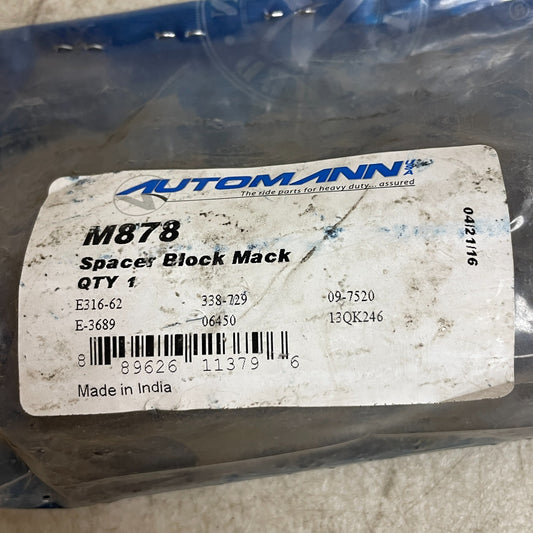 AUTOMANN USA
The ride parts for heavy duty... assured
M878
Spacer Block Mack
QTY 1
E316-62 338-729 09-7520
E-3689 06450 13QK246
8 89626 11379 6
Made in India
04/21/16